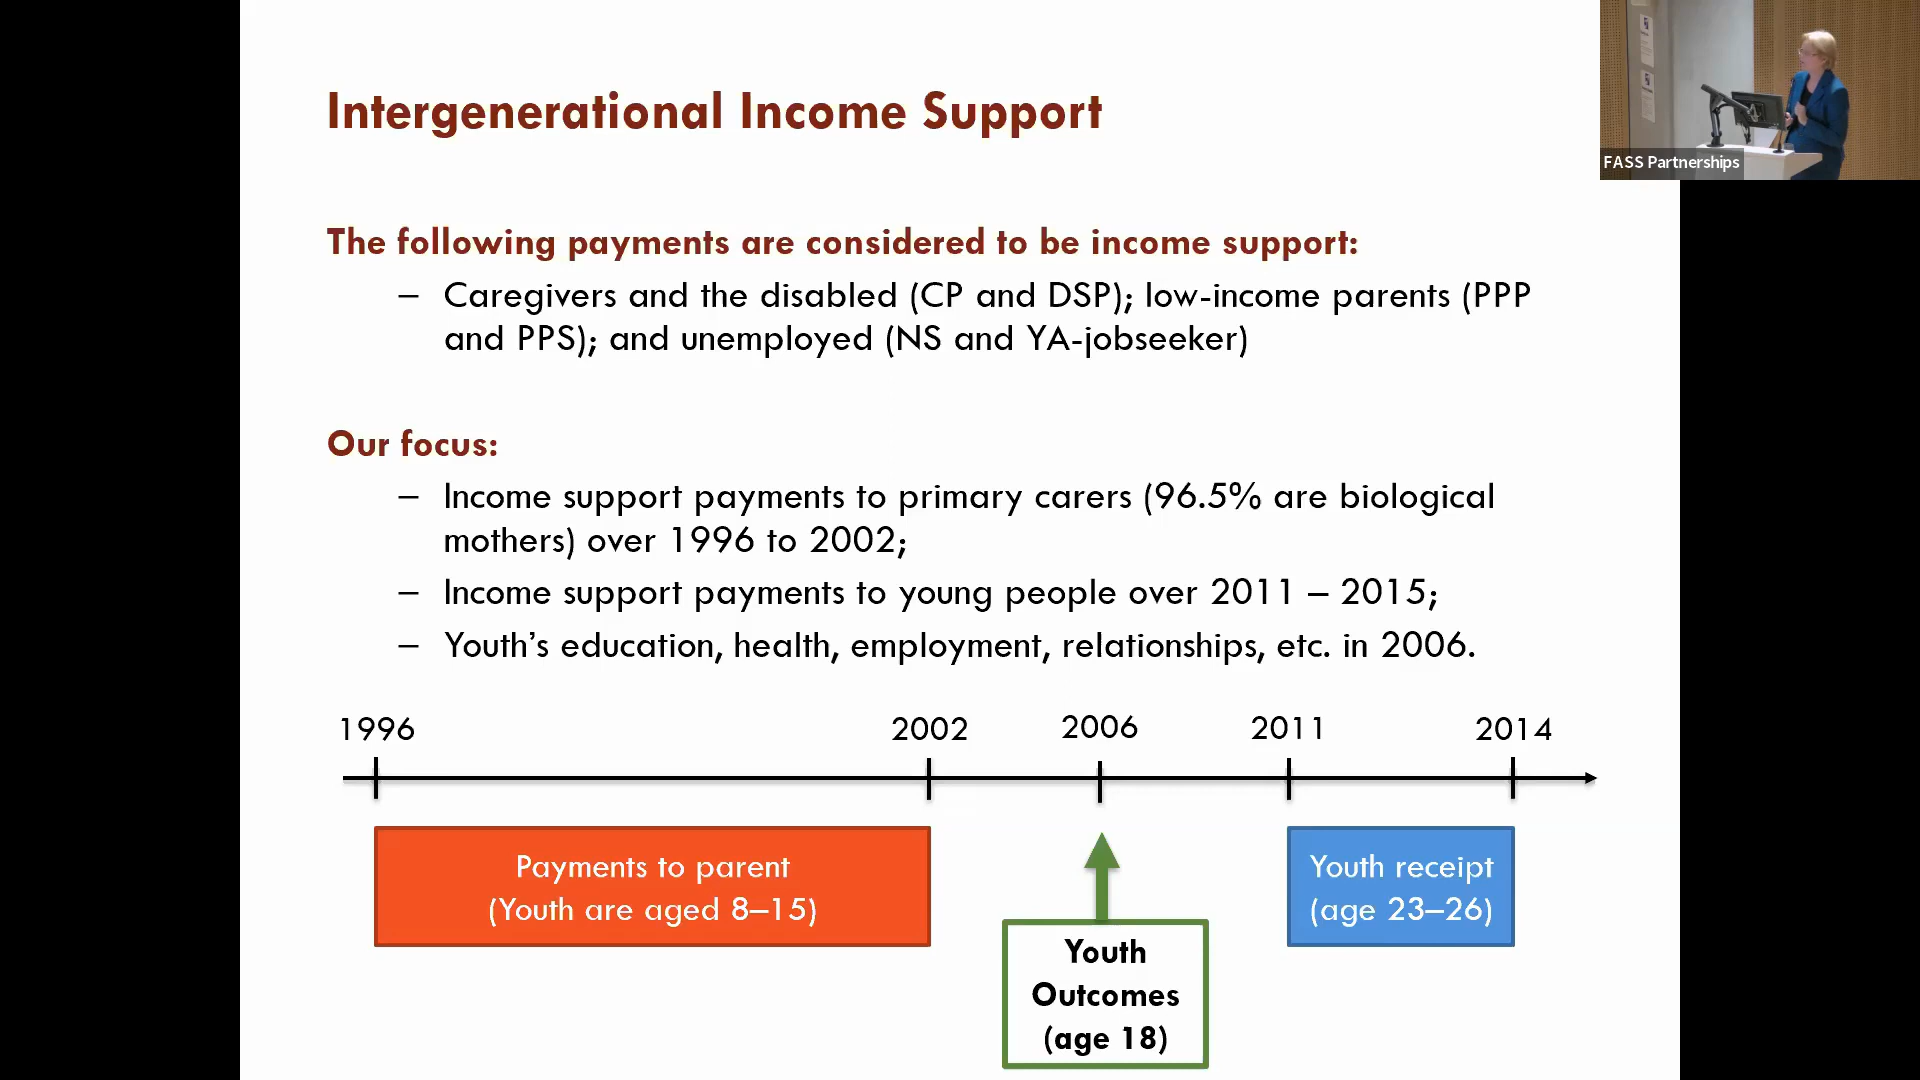 Intergenerational Income Support
FASS Partnerships
The following payments are considered to be income support:
– Caregivers and the disabled (CP and DSP); low-income parents (PPP
and PPS); and unemployed (NS and YA-jobseeker)
Our focus:
– Income support payments to primary carers (96.5% are biological
mothers) over 1996 to 2002;
– Income support payments to young people over 2011 – 2015;
– Youth’s education, health, employment, relationships, etc. in 2006.
1996 2002 2006 2011 2014
Payments to parent
(Youth are aged 8–15)
Youth receipt
(age 23–26)
Youth
Outcomes
(age 18)